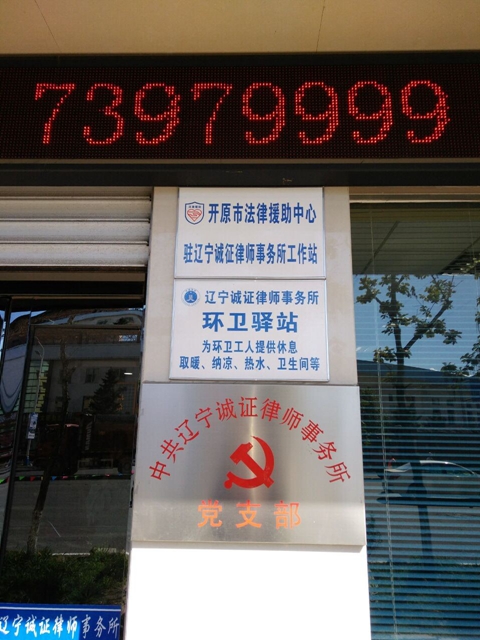 73979999
开原市法律援助中心
驻辽宁诚征律师事务所工作站
辽宁诚证律师事务所
环卫驿站
为环卫工人提供休息
取暖、纳凉、热水、卫生间等
中共辽宁诚证律师事务所
党支部
辽宁诚证律师事务所